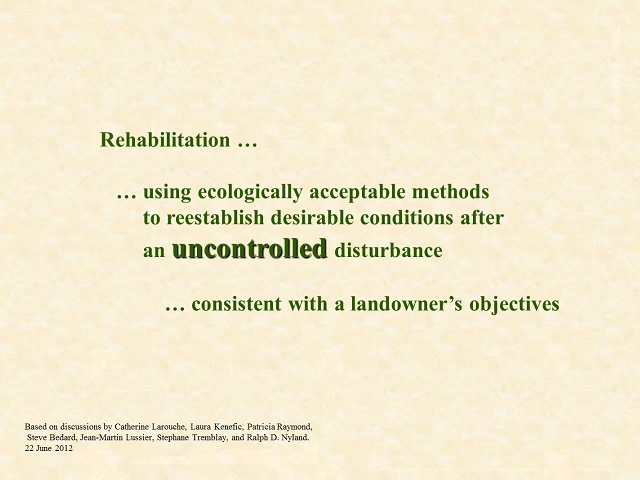 Rehabilitation …
… using ecologically acceptable methods
to reestablish desirable conditions after
an uncontrolled disturbance
… consistent with a landowner’s objectives
Based on discussions by Catherine Larouche, Laura Kenefic, Patricia Raymond,
Steve Bedard, Jean-Martin Lussier, Stephane Tremblay, and Ralph D. Nyland.
22 June 2012